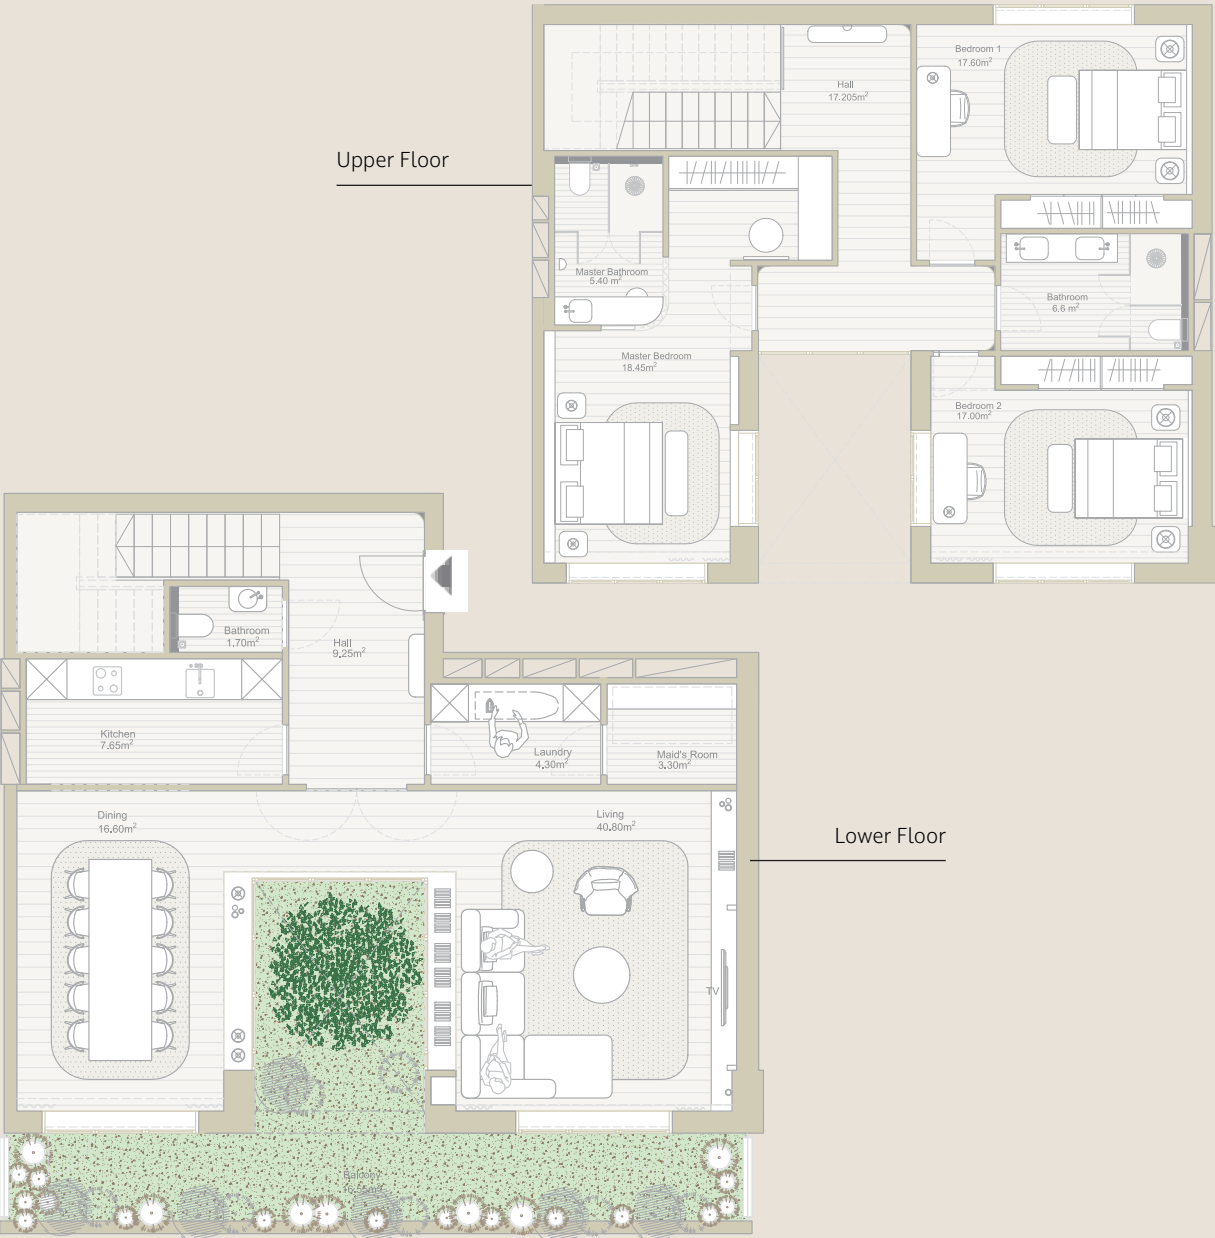 Upper Floor
Hall
17.205m²
Bedroom 1
17.60m²
Master Bathroom
5.40 m²
Bathroom
6.6 m²
Master Bedroom
18.45m²
Bedroom 2
17.00m²
Lower Floor
Bathroom
1.70m²
Hall
9.25m²
Kitchen
7.65m²
Laundry
4.30m²
Maid's Room
3.30m²
Dining
16.60m²
Living
40.80m²
TV
Balcony